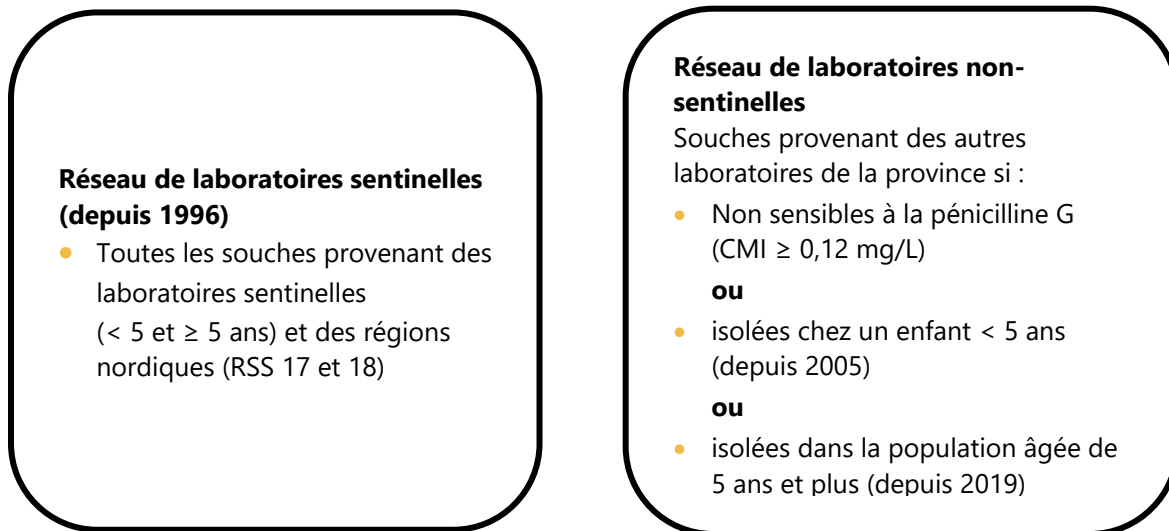 Réseau de laboratoires sentinelles
(depuis 1996)
• Toutes les souches provenant des
laboratoires sentinelles
(< 5 et ≥ 5 ans) et des régions
nordiques (RSS 17 et 18)
Réseau de laboratoires non-
sentinelles
Souches provenant des autres
laboratoires de la province si :
• Non sensibles à la pénicilline G
(CMI ≥ 0,12 mg/L)
ou
• isolées chez un enfant < 5 ans
(depuis 2005)
ou
• isolées dans la population âgée de
5 ans et plus (depuis 2019)